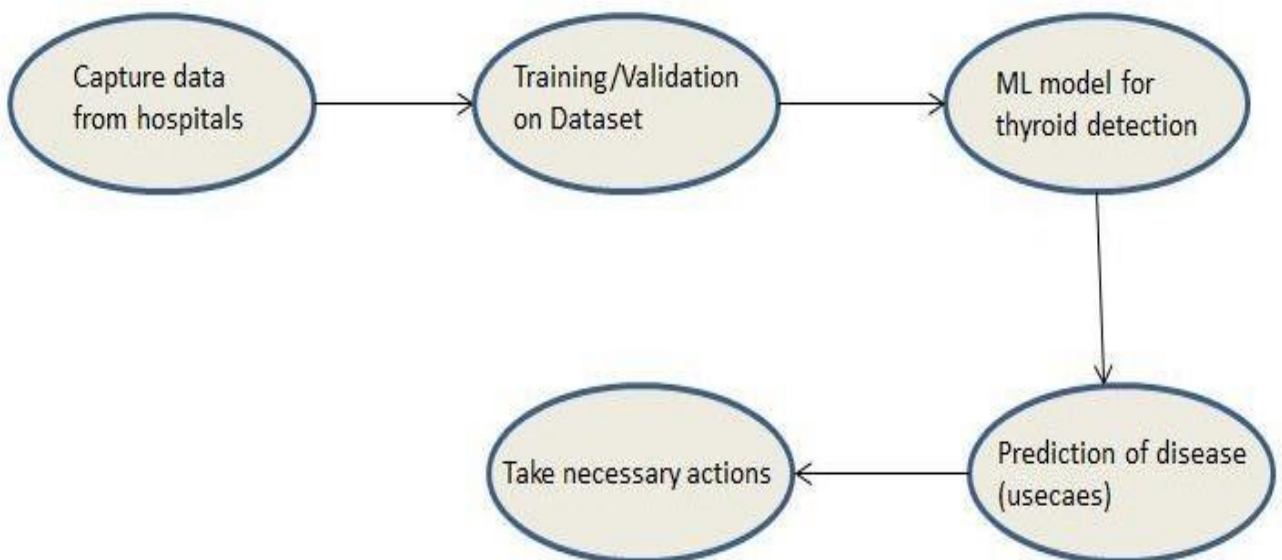 Capture data
from hospitals
Training/Validation
on Dataset
ML model for
thyroid detection
Prediction of disease
(usecaes)
Take necessary actions